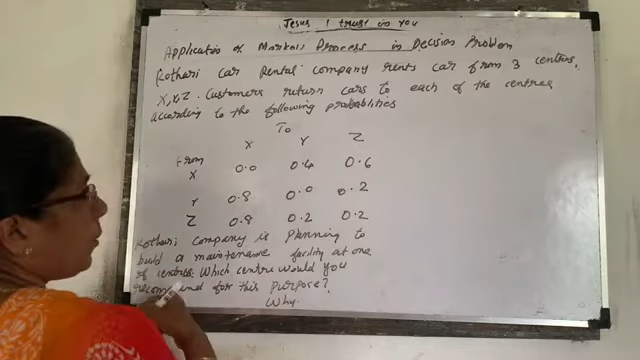 Jesus I trust in You
Application of Markov Process in Decision Problem
Kothari Car Rental Company rents car from 3 centres,
X, Y, Z. Customers return cars to each of the centres
according to the following probabilities
To
X Y Z
From
X 0.0 0.4 0.6
Y 0.8 0.0 0.2
Z 0.8 0.2 0.2
Kothari Company is planning to
build a maintenance facility at one
of centres. Which centre would you
recommend for this purpose?
Why